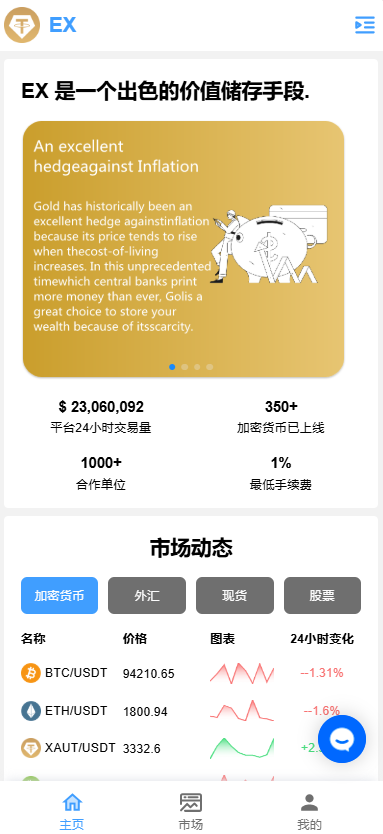 EX
EX 是一个出色的价值储存手段.
An excellent
hedgeagainst Inflation
Gold has historically been an
excellent hedge againstinflation
because its price tends to rise
when thecost-of-living
increases. In this unprecedented
timewhich central banks print
more money than ever, Golis a
great choice to store your
wealth because of itsscarcity.
$ 23,060,092
平台24小时交易量
350+
加密货币已上线
1000+
合作单位
1%
最低手续费
市场动态
加密货币 外汇 现货 股票
名称 价格 图表 24小时变化
BTC/USDT 94210.65 --1.31%
ETH/USDT 1800.94 --1.6%
XAUT/USDT 3332.6
主页 市场 我的